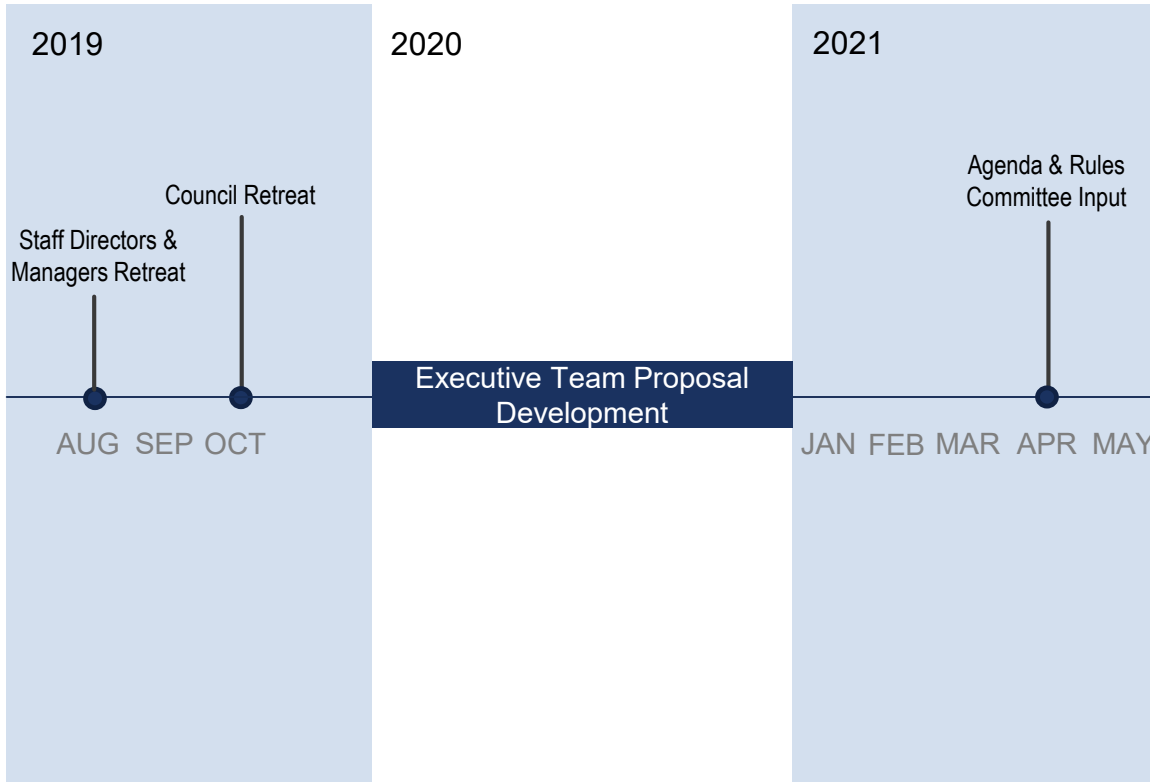 2019
2020
2021
Staff Directors &
Managers Retreat
Council Retreat
Executive Team Proposal
Development
Agenda & Rules
Committee Input
AUG SEP OCT
JAN FEB MAR APR MAY